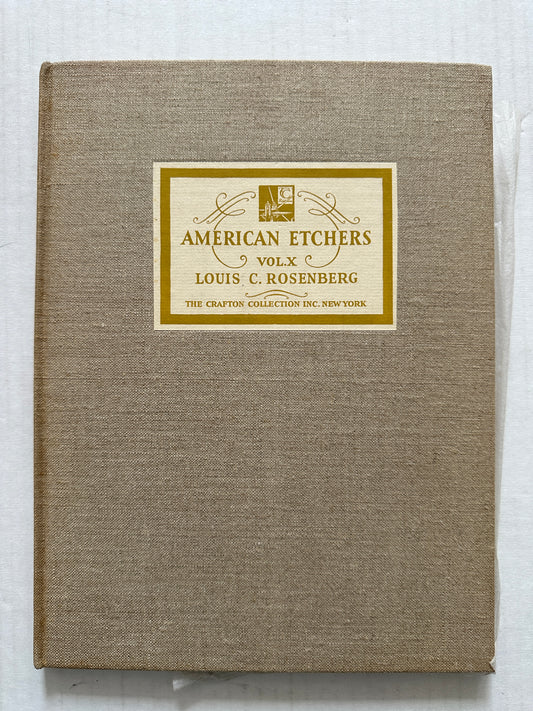 C
AMERICAN ETCHERS
VOL.X
LOUIS C. ROSENBERG
THE CRAFTON COLLECTION INC. NEW YORK